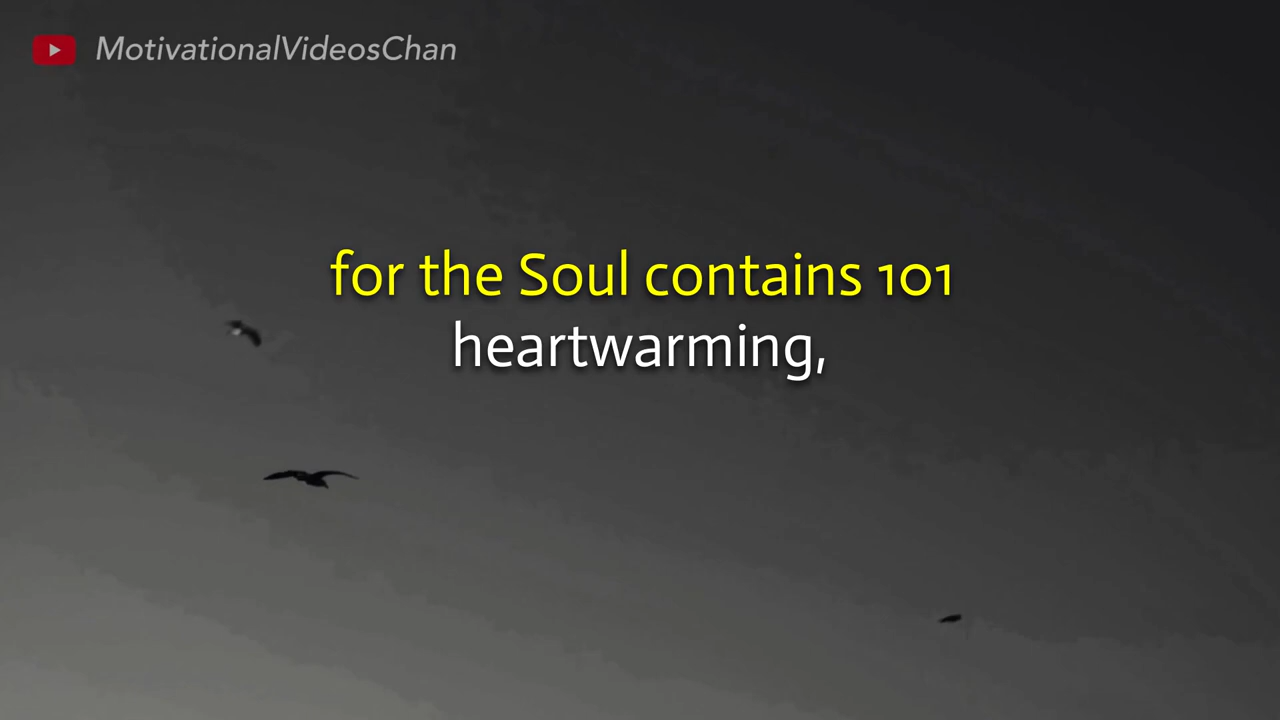 MotivationalVideosChan
for the Soul contains 101
heartwarming,